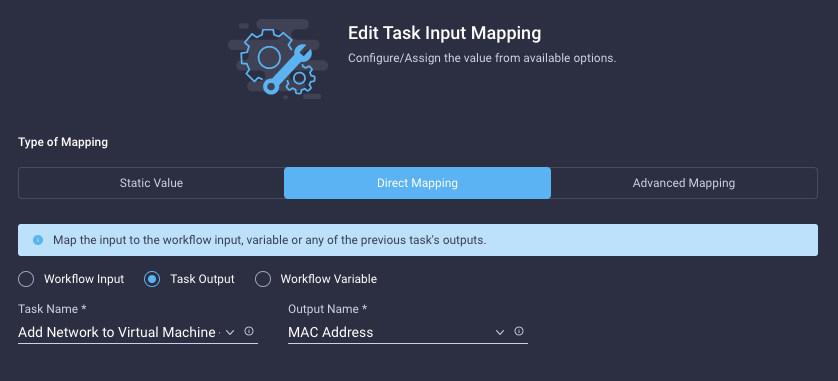 Edit Task Input Mapping
Configure/Assign the value from available options.
Type of Mapping
Static Value Direct Mapping Advanced Mapping
Map the input to the workflow input, variable or any of the previous task's outputs.
Workflow Input Task Output Workflow Variable
Task Name * Output Name *
Add Network to Virtual Machine MAC Address